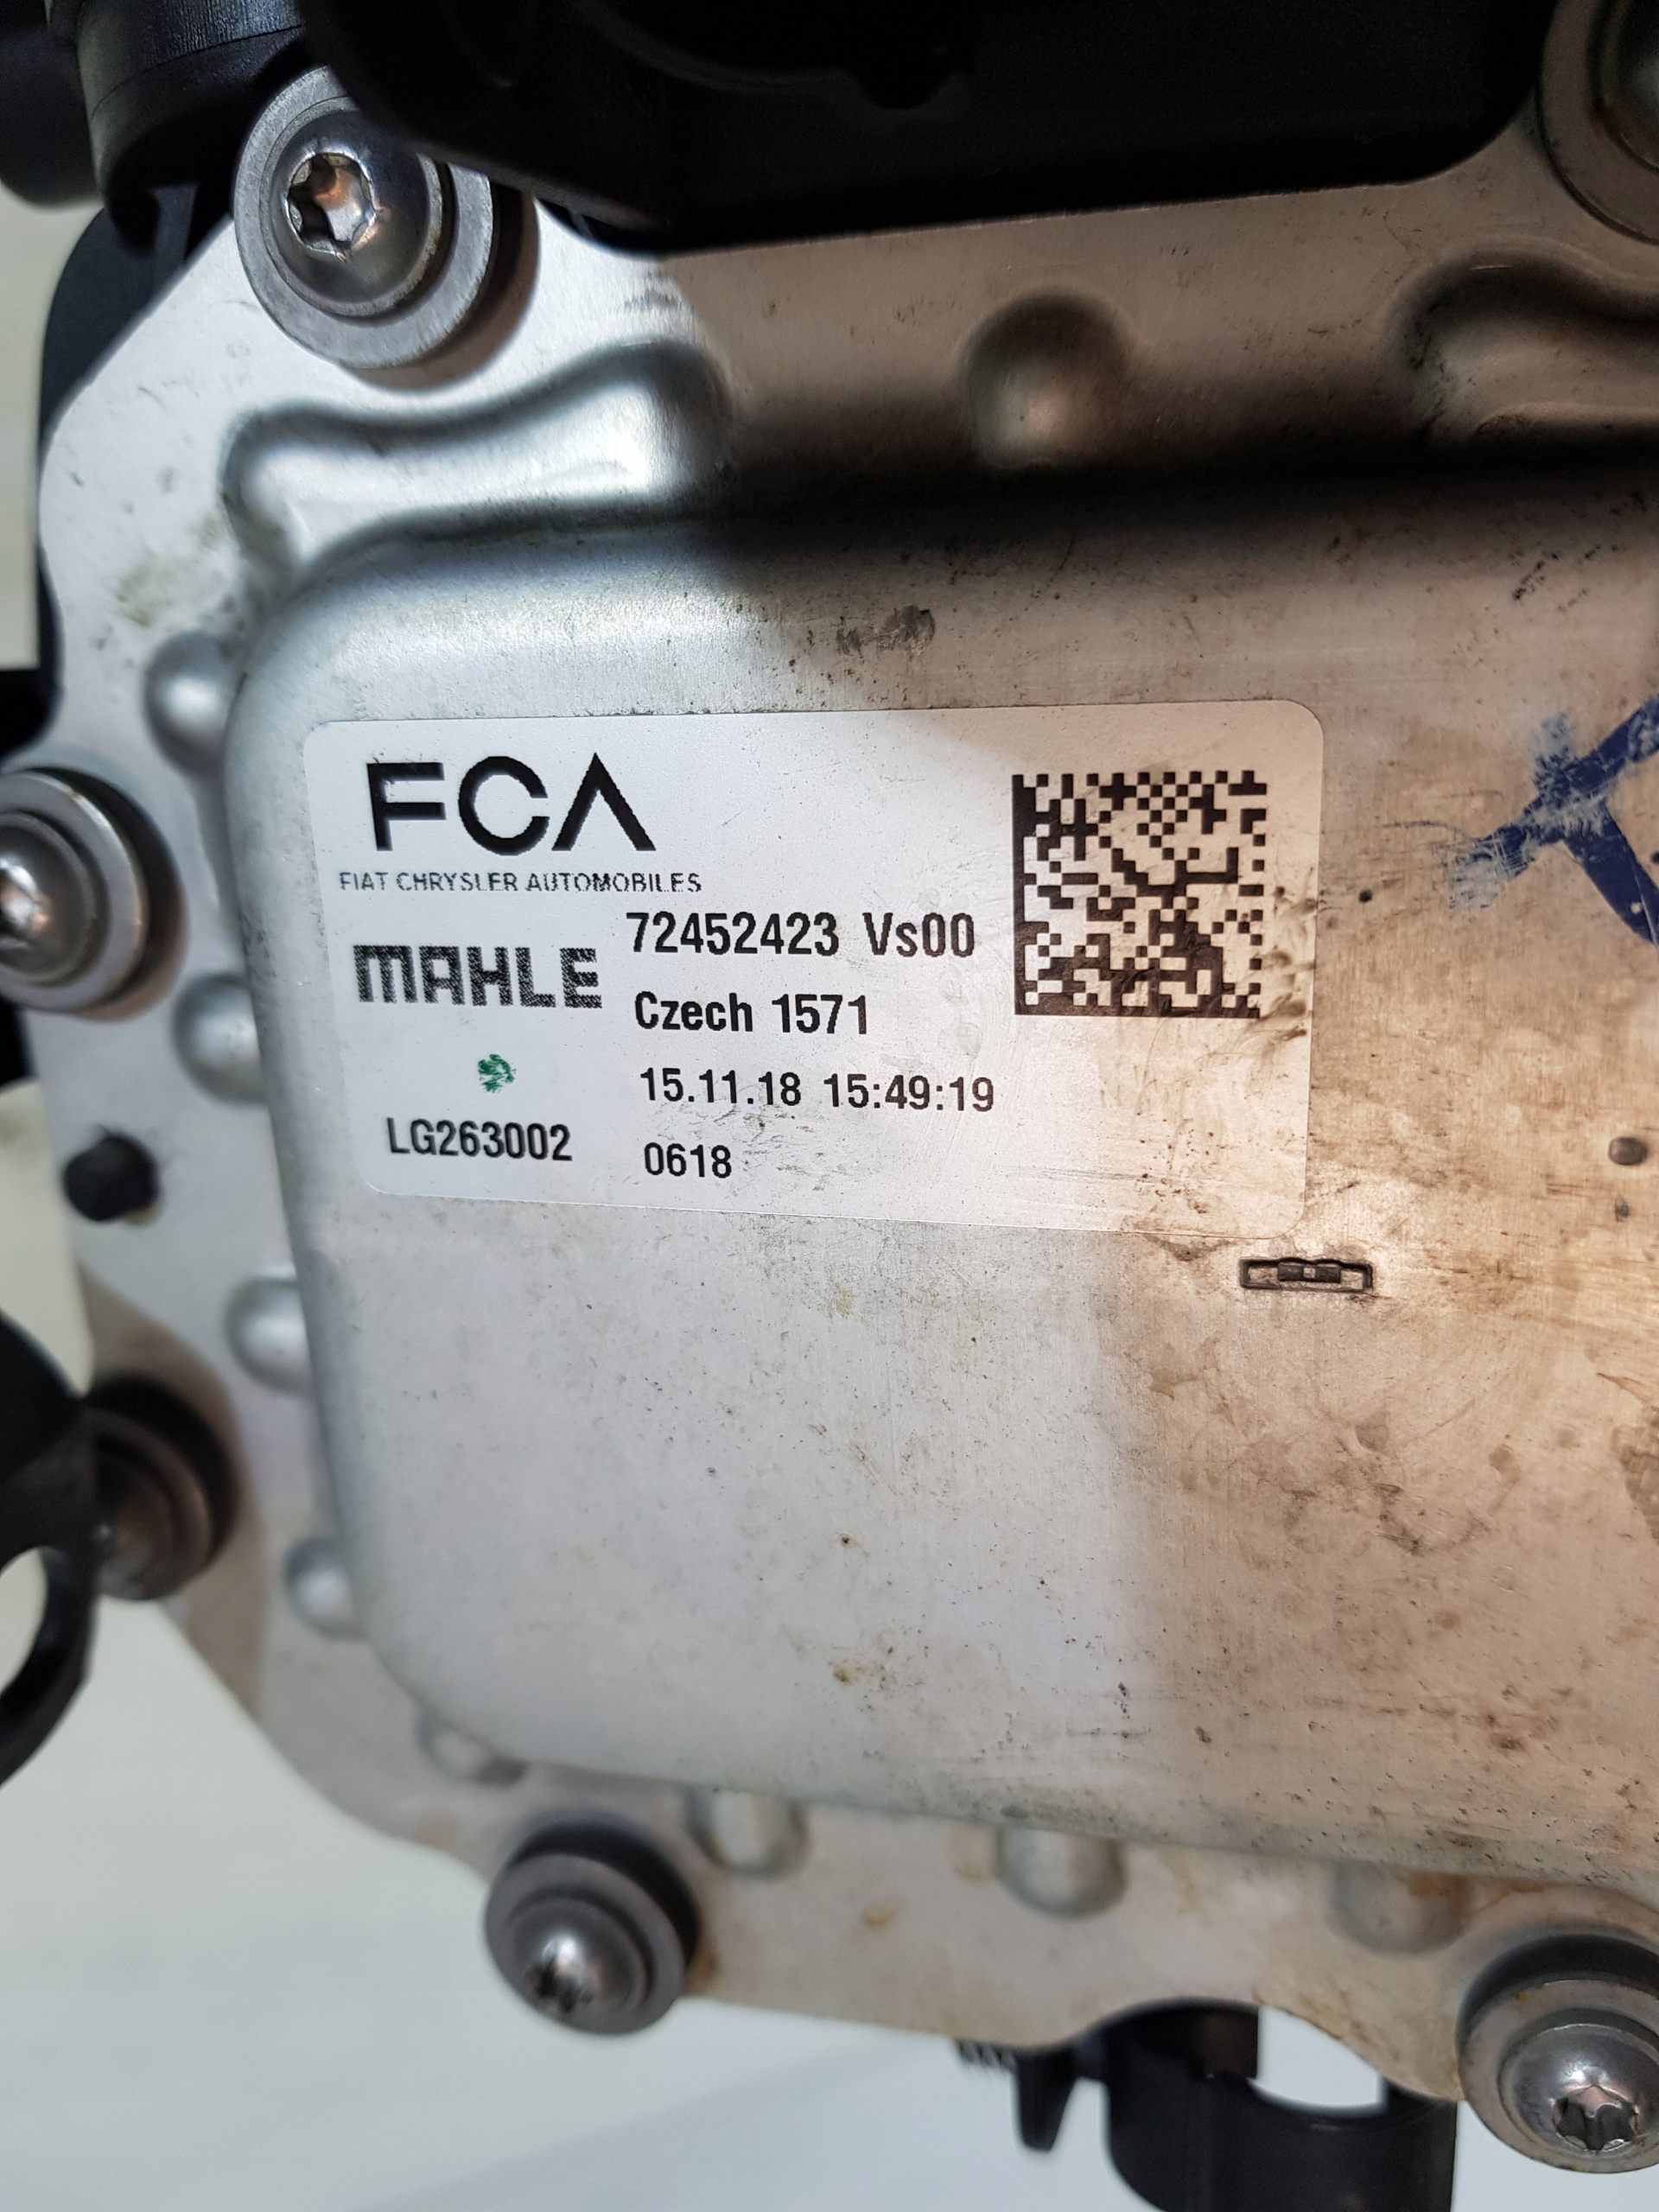 FCA
FIAT CHRYSLER AUTOMOBILES
MAHLE
72452423 Vs00
Czech 1571
15.11.18 15:49:19
LG263002
0618